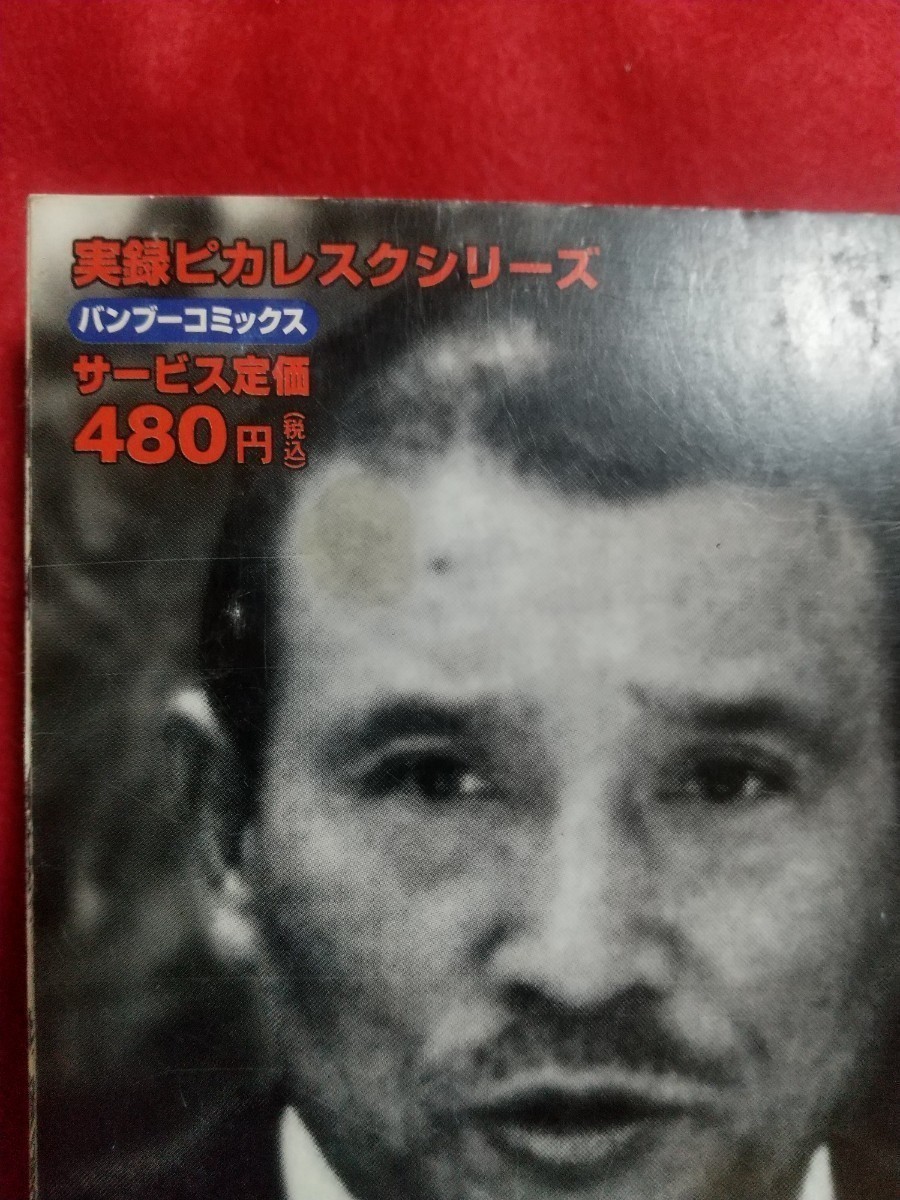 実録ピカレスクシリーズ
バンブーコミックス
サービス定価
480円(税込)